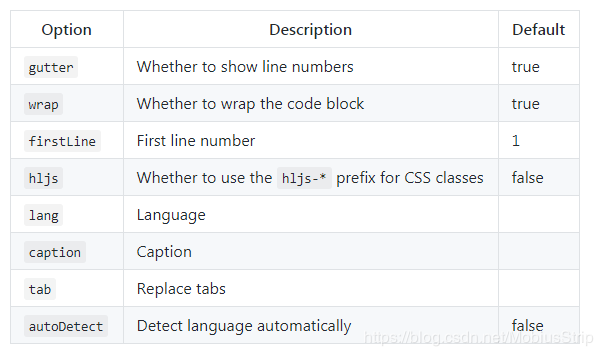 Option Description Default
gutter Whether to show line numbers true
wrap Whether to wrap the code block true
firstLine First line number 1
hljs Whether to use the hljs-* prefix for CSS classes false
lang Language
caption Caption
tab Replace tabs
autoDetect Detect language automatically false
https://blog.csdn.net/MobiusStrip